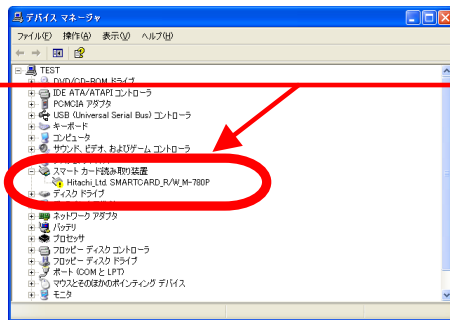 デバイス マネージャ
ファイル(F) 操作(A) 表示(V) ヘルプ(H)
TEST
DVD/CD-ROM ドライブ
IDE ATA/ATAPI コントローラ
PCMCIA アダプタ
USB (Universal Serial Bus) コントローラ
キーボード
コンピュータ
サウンド、ビデオ、およびゲーム コントローラ
スマート カード読み取り装置
Hitachi_Ltd. SMARTCARD_R/W_M-780P
ディスク ドライブ
ネットワーク アダプタ
バッテリ
プロセッサ
フロッピー ディスク コントローラ
フロッピー ディスク ドライブ
ポート (COM と LPT)
マウスとそのほかのポインティング デバイス
モニタ